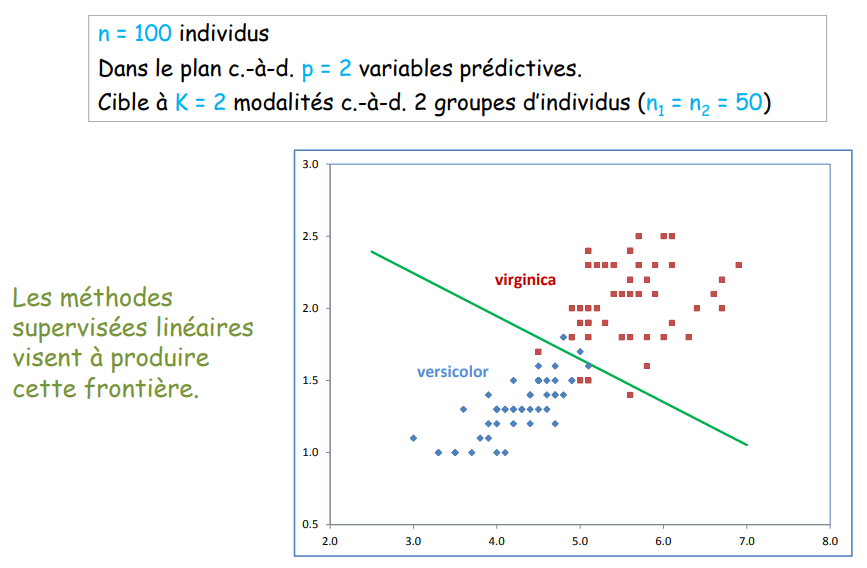 n = 100 individus
Dans le plan c.-à-d. p = 2 variables prédictives.
Cible à K = 2 modalités c.-à-d. 2 groupes d'individus (n1 = n2 = 50)
Les méthodes
supervisées linéaires
visent à produire
cette frontière.
3.0
2.5
virginica
2.0
versicolor
1.5
1.0
0.5
2.0 3.0 4.0 5.0 6.0 7.0 8.0